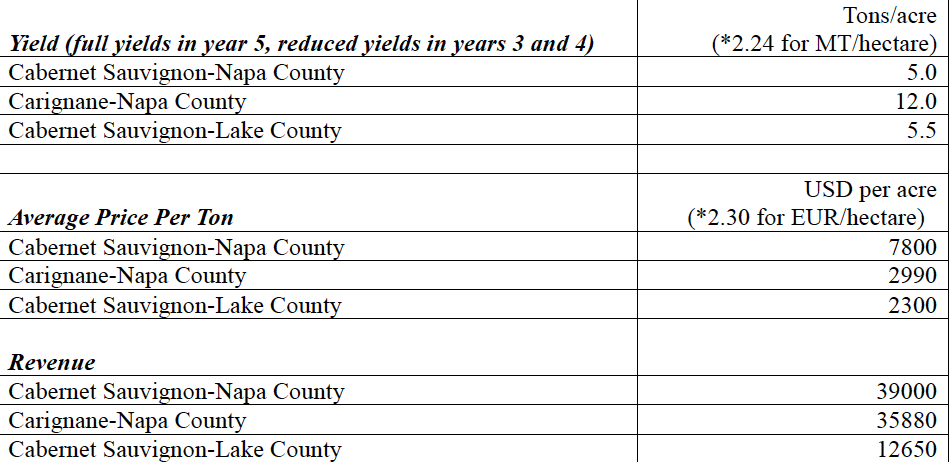 Tons/acre
Yield (full yields in year 5, reduced yields in years 3 and 4) (*2.24 for MT/hectare)
Cabernet Sauvignon-Napa County 5.0
Carignane-Napa County 12.0
Cabernet Sauvignon-Lake County 5.5
USD per acre
Average Price Per Ton (*2.30 for EUR/hectare)
Cabernet Sauvignon-Napa County 7800
Carignane-Napa County 2990
Cabernet Sauvignon-Lake County 2300
Revenue
Cabernet Sauvignon-Napa County 39000
Carignane-Napa County 35880
Cabernet Sauvignon-Lake County 12650